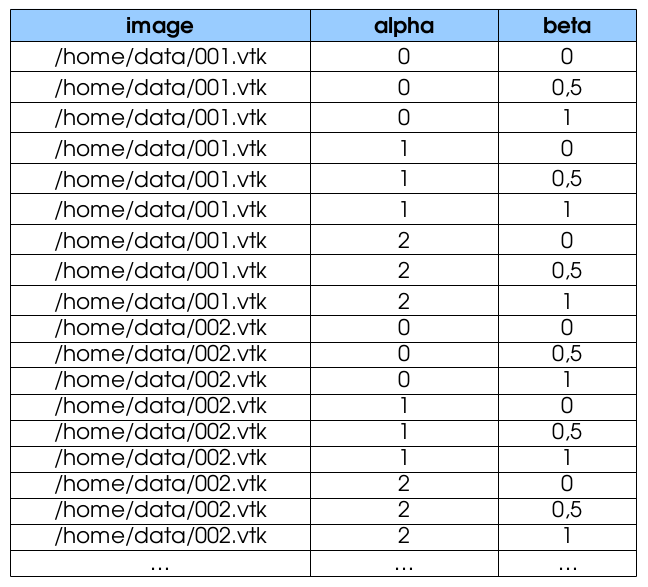 image alpha beta
/home/data/001.vtk 0 0
/home/data/001.vtk 0 0,5
/home/data/001.vtk 0 1
/home/data/001.vtk 1 0
/home/data/001.vtk 1 0,5
/home/data/001.vtk 1 1
/home/data/001.vtk 2 0
/home/data/001.vtk 2 0,5
/home/data/001.vtk 2 1
/home/data/002.vtk 0 0
/home/data/002.vtk 0 0,5
/home/data/002.vtk 0 1
/home/data/002.vtk 1 0
/home/data/002.vtk 1 0,5
/home/data/002.vtk 1 1
/home/data/002.vtk 2 0
/home/data/002.vtk 2 0,5
/home/data/002.vtk 2 1
... ... ...